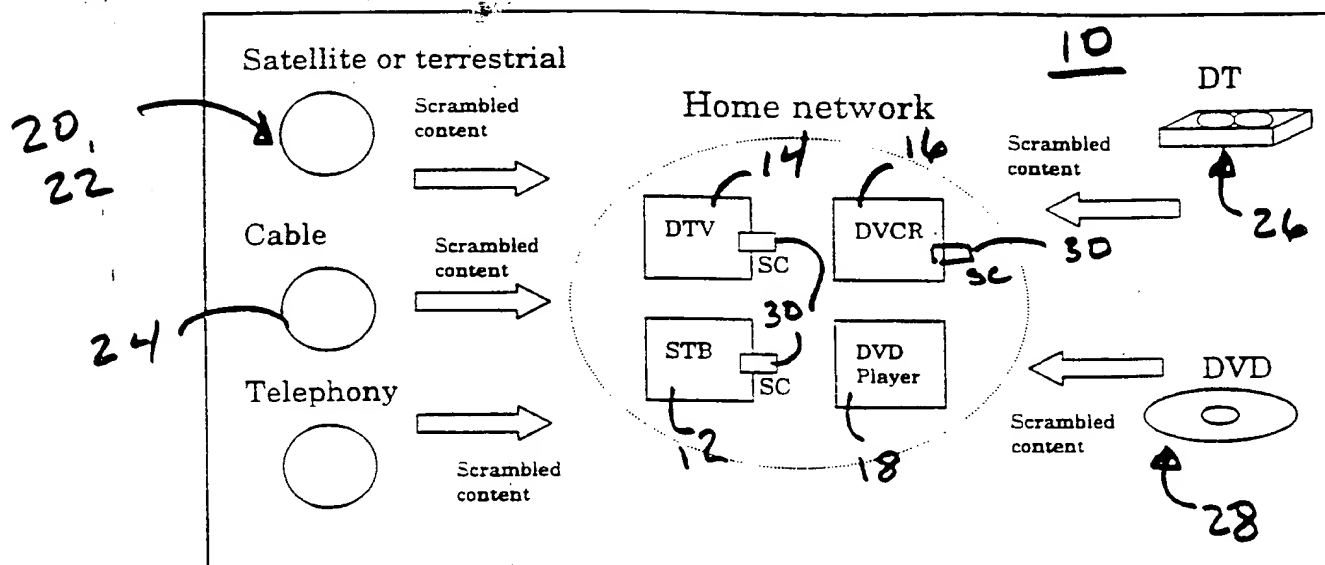 10
Satellite or terrestrial
20,
22
Scrambled
content
Cable
24
Scrambled
content
Telephony
Scrambled
content
Home network
14
16
DTV
SC
DVCR
SC
30
30
STB
SC
DVD
Player
12
18
DT
Scrambled
content
26
DVD
Scrambled
content
28